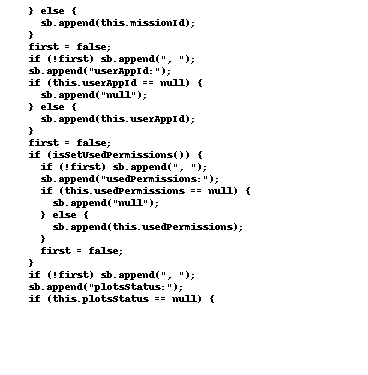 } else {
sb.append(this.missionId);
}
first = false;
if (!first) sb.append(", ");
sb.append("userAppId:");
if (this.userAppId == null) {
sb.append("null");
} else {
sb.append(this.userAppId);
}
first = false;
if (isSetUsedPermissions()) {
if (!first) sb.append(", ");
sb.append("usedPermissions:");
if (this.usedPermissions == null) {
sb.append("null");
} else {
sb.append(this.usedPermissions);
}
first = false;
}
if (!first) sb.append(", ");
sb.append("plotsStatus:");
if (this.plotsStatus == null) {